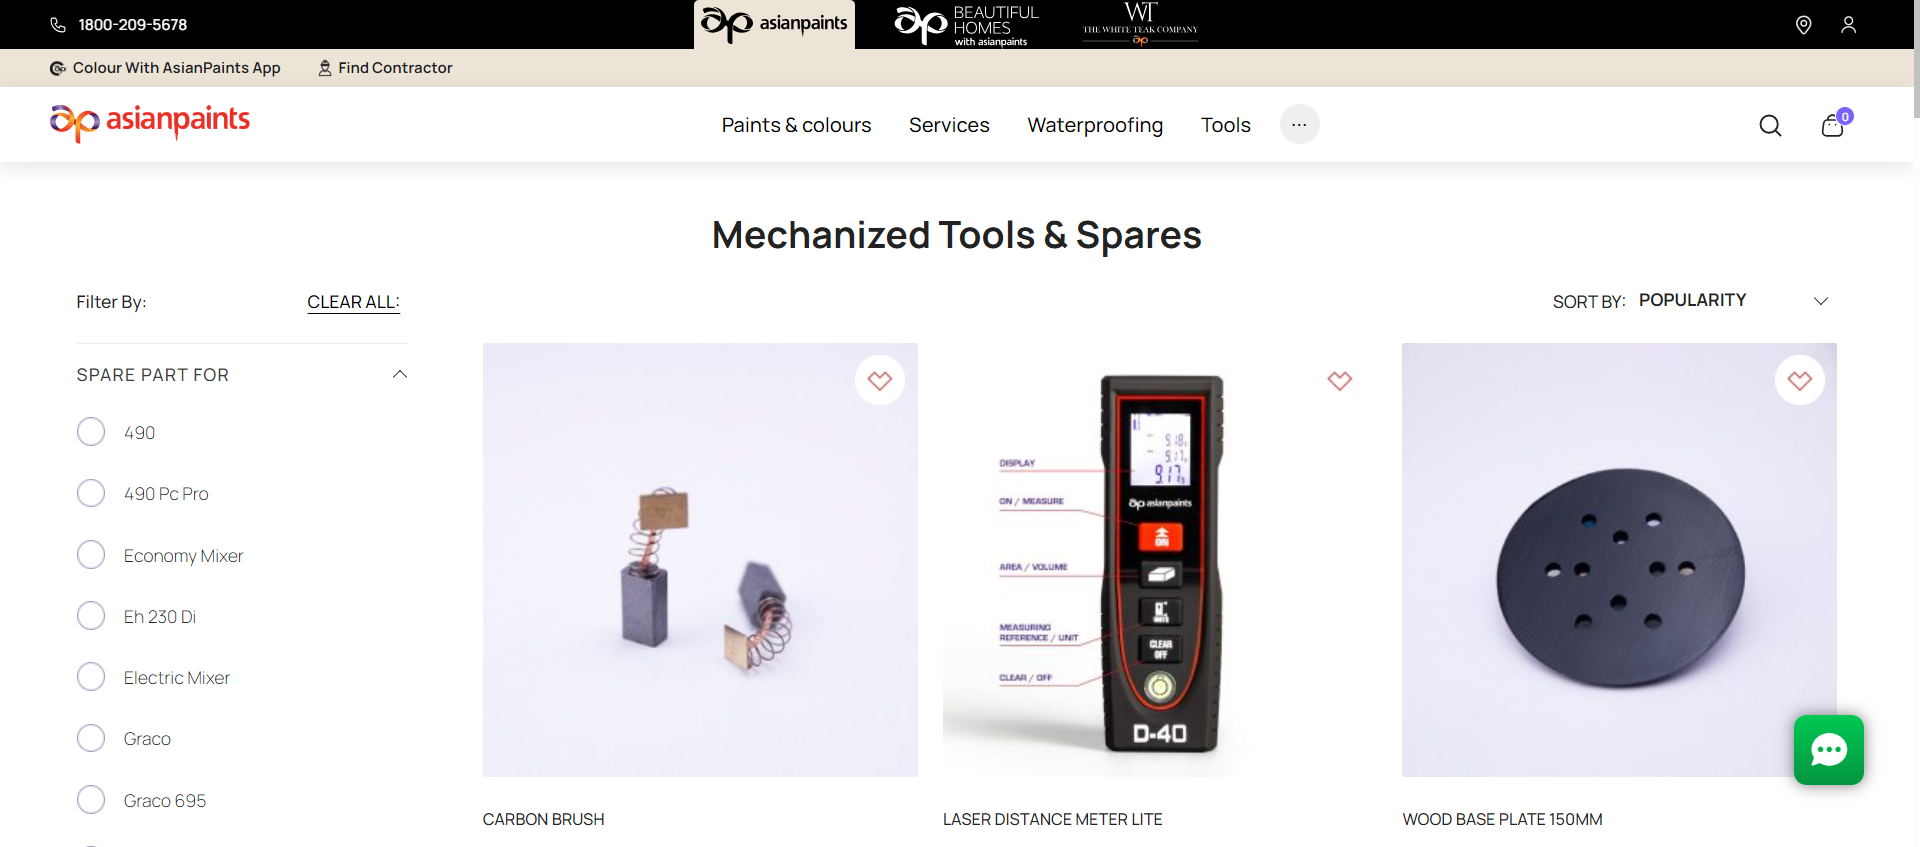 1800-209-5678
asianpaints
BEAUTIFUL
HOMES
with asianpaints
WT
THE WHITE TEAK COMPANY
Colour With AsianPaints App
Find Contractor
asianpaints
Paints & colours
Services
Waterproofing
Tools
...
0
Mechanized Tools & Spares
Filter By:
CLEAR ALL:
SORT BY: POPULARITY
SPARE PART FOR
490
490 Pc Pro
Economy Mixer
Eh 230 Di
Electric Mixer
Graco
Graco 695
DISPLAY
ON / MEASURE
AREA / VOLUME
MEASURING
REFERENCE / UNIT
CLEAR / OFF
asianpaints
ON
UNITS
CLEAR
OFF
D-40
CARBON BRUSH
LASER DISTANCE METER LITE
WOOD BASE PLATE 150MM